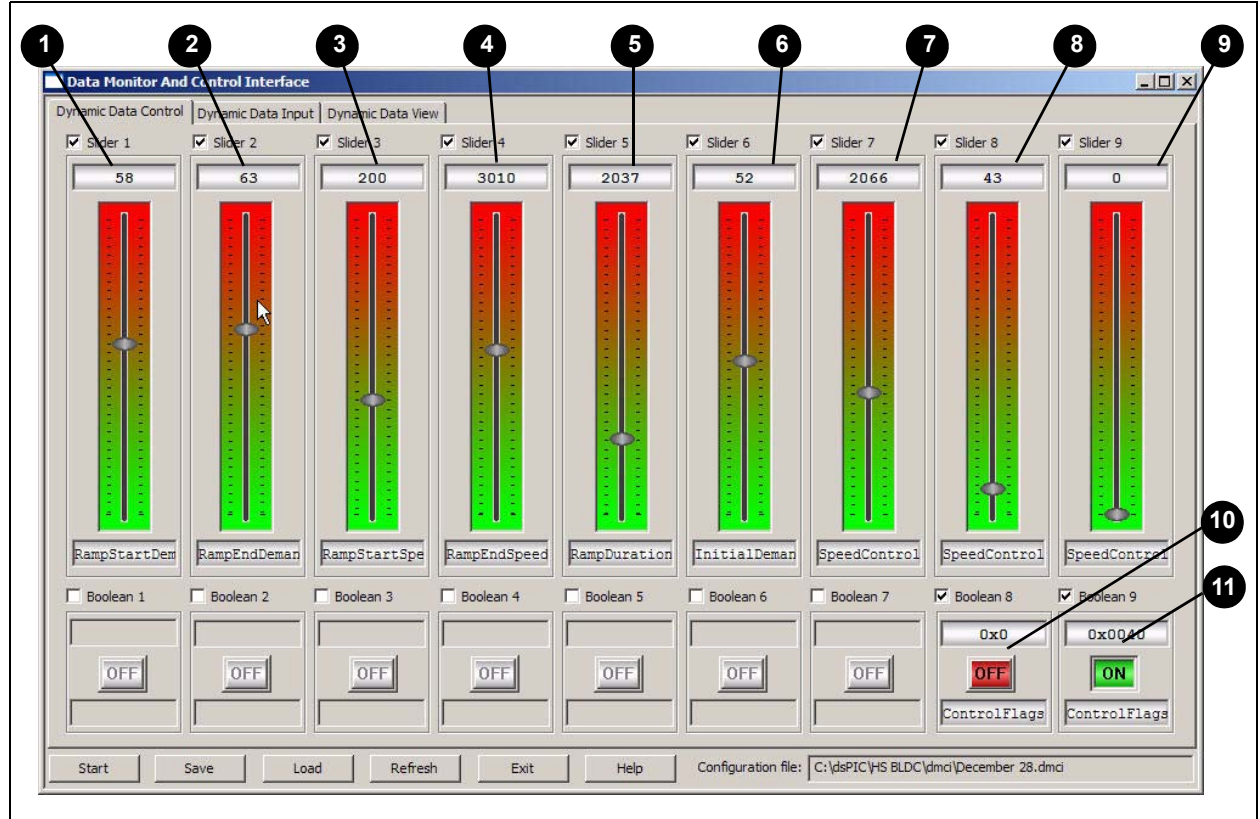 1 2 3 4 5 6 7 8 9
Data Monitor And Control Interface
Dynamic Data Control Dynamic Data Input Dynamic Data View
Slider 1 Slider 2 Slider 3 Slider 4 Slider 5 Slider 6 Slider 7 Slider 8 Slider 9
58 63 200 3010 2037 52 2066 43 0
10
RampStartDem RampEndDeman RampStartSpe RampEndSpeed RampDuration InitialDeman SpeedControl SpeedControl SpeedControl
11
Boolean 1 Boolean 2 Boolean 3 Boolean 4 Boolean 5 Boolean 6 Boolean 7 Boolean 8 Boolean 9
0x0 0x0040
OFF OFF OFF OFF OFF OFF OFF OFF ON
ControlFlags ControlFlags
Start Save Load Refresh Exit Help Configuration file: C:\dsPIC\HS BLDC\dmci\December 28.dmci